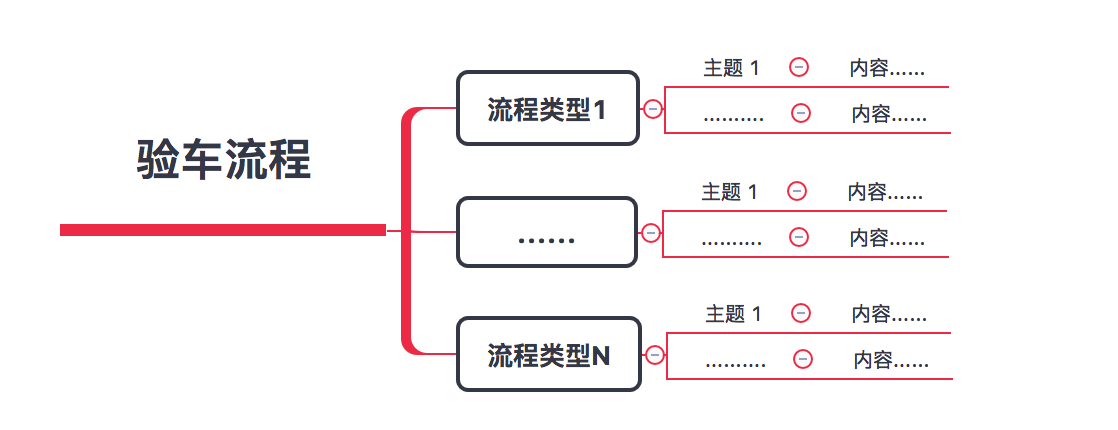 验车流程
流程类型1
主题 1 内容……
………. 内容……
……
主题 1 内容……
………. 内容……
流程类型N
主题 1 内容……
………. 内容……